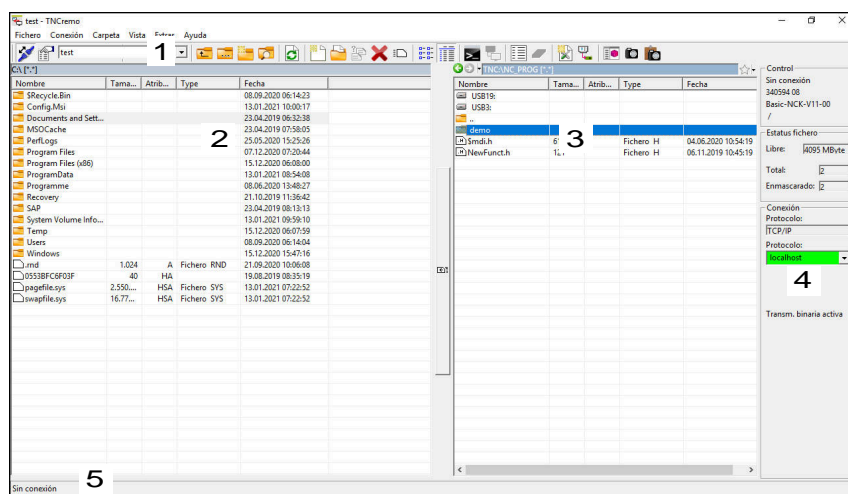 test - TNCremo
Fichero Conexión Carpeta Vista Extras Ayuda
1
test
C:\ [*.*]
Nombre Tama... Atrib... Type Fecha
$Recycle.Bin 08.09.2020 06:14:23
Config.Msi 13.01.2021 10:00:17
Documents and Sett... 23.04.2019 06:32:38
MSOCache 23.04.2019 07:58:05
PerfLogs 25.05.2020 15:25:26
Program Files 07.12.2020 07:20:44
Program Files (x86) 15.12.2020 06:08:00
ProgramData 13.01.2021 08:54:08
Programme 08.06.2020 13:48:27
Recovery 21.10.2019 11:36:42
SAP 23.04.2019 08:13:13
System Volume Info... 13.01.2021 09:59:10
Temp 15.12.2020 06:07:59
Users 08.09.2020 06:14:04
Windows 15.12.2020 15:47:16
.rnd 1.024 A Fichero RND 21.09.2020 10:06:08
0553BFC6F03F 40 HA 19.08.2019 08:35:19
pagefile.sys 2.550.... HSA Fichero SYS 13.01.2021 07:22:52
swapfile.sys 16.77... HSA Fichero SYS 13.01.2021 07:22:52
2
TNC:\NC_PROG [*.*]
Nombre Tama... Atrib... Type Fecha
USB19:
USB3:
..
demo
$mdi.h Fichero H 04.06.2020 10:54:19
NewFunct.h Fichero H 06.11.2019 10:45:19
3
Control
Sin conexión
340594 08
Basic-NCK-V11-00
/
Estatus fichero
Libre: 4095 MByte
Total: 2
Enmascarado: 2
Conexión
Protocolo:
TCP/IP
Protocolo:
localhost
4
Transm. binaria activa
5
Sin conexión